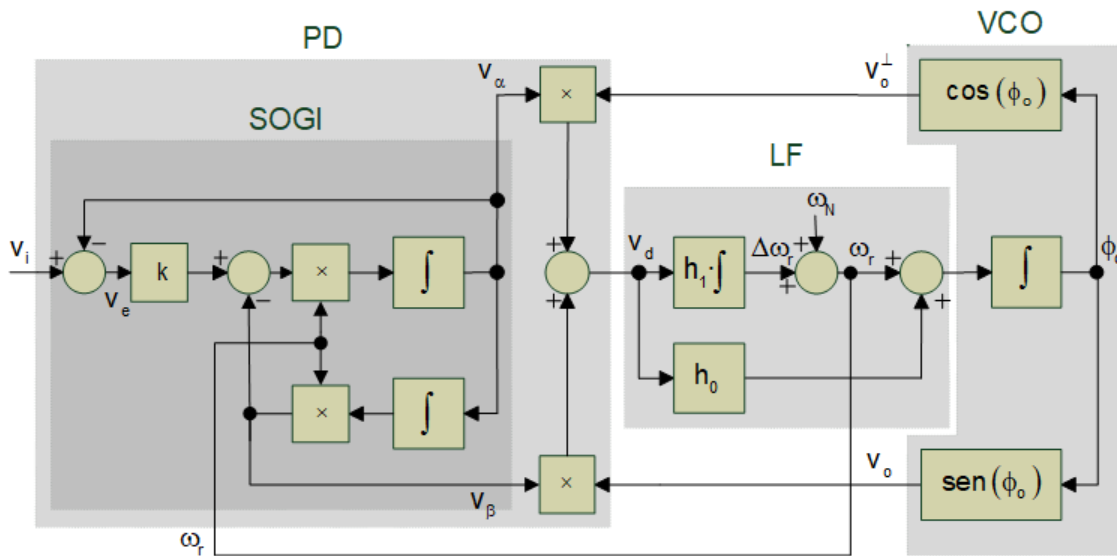 PD
VCO
v_α
v_o^⊥
×
cos(ϕ_o)
SOGI
LF
ω_N
−
v_i
+
k
+
×
∫
+
v_d
h_1·∫
Δω_r
+
ω_r
+
∫
v_e
−
+
+
+
h_0
×
∫
v_o
×
sen(ϕ_o)
v_β
ω_r